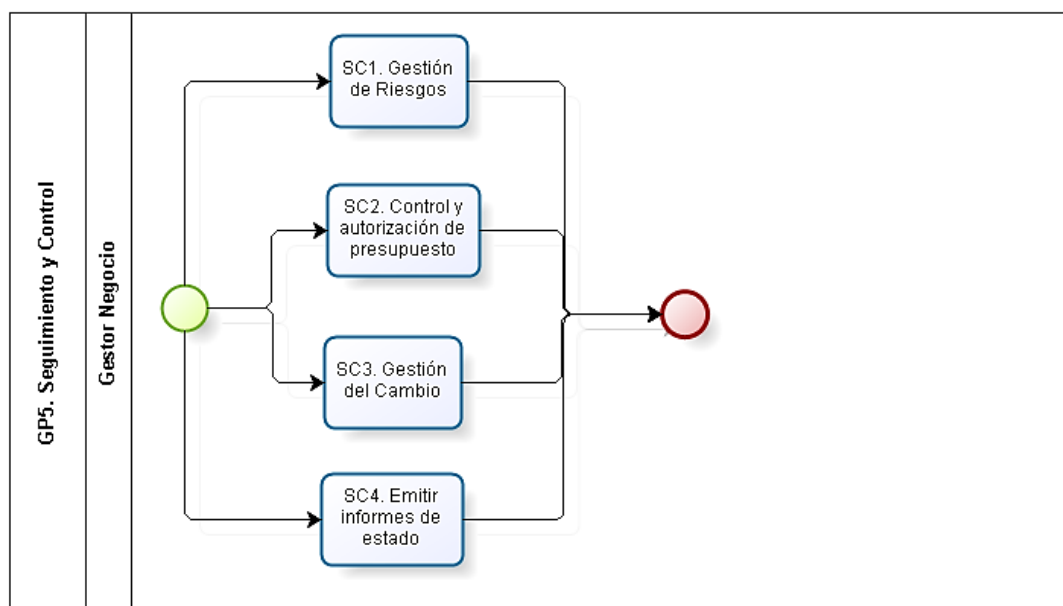 GP5. Seguimiento y Control
Gestor Negocio
SC1. Gestión
de Riesgos
SC2. Control y
autorización de
presupuesto
SC3. Gestión
del Cambio
SC4. Emitir
informes de
estado